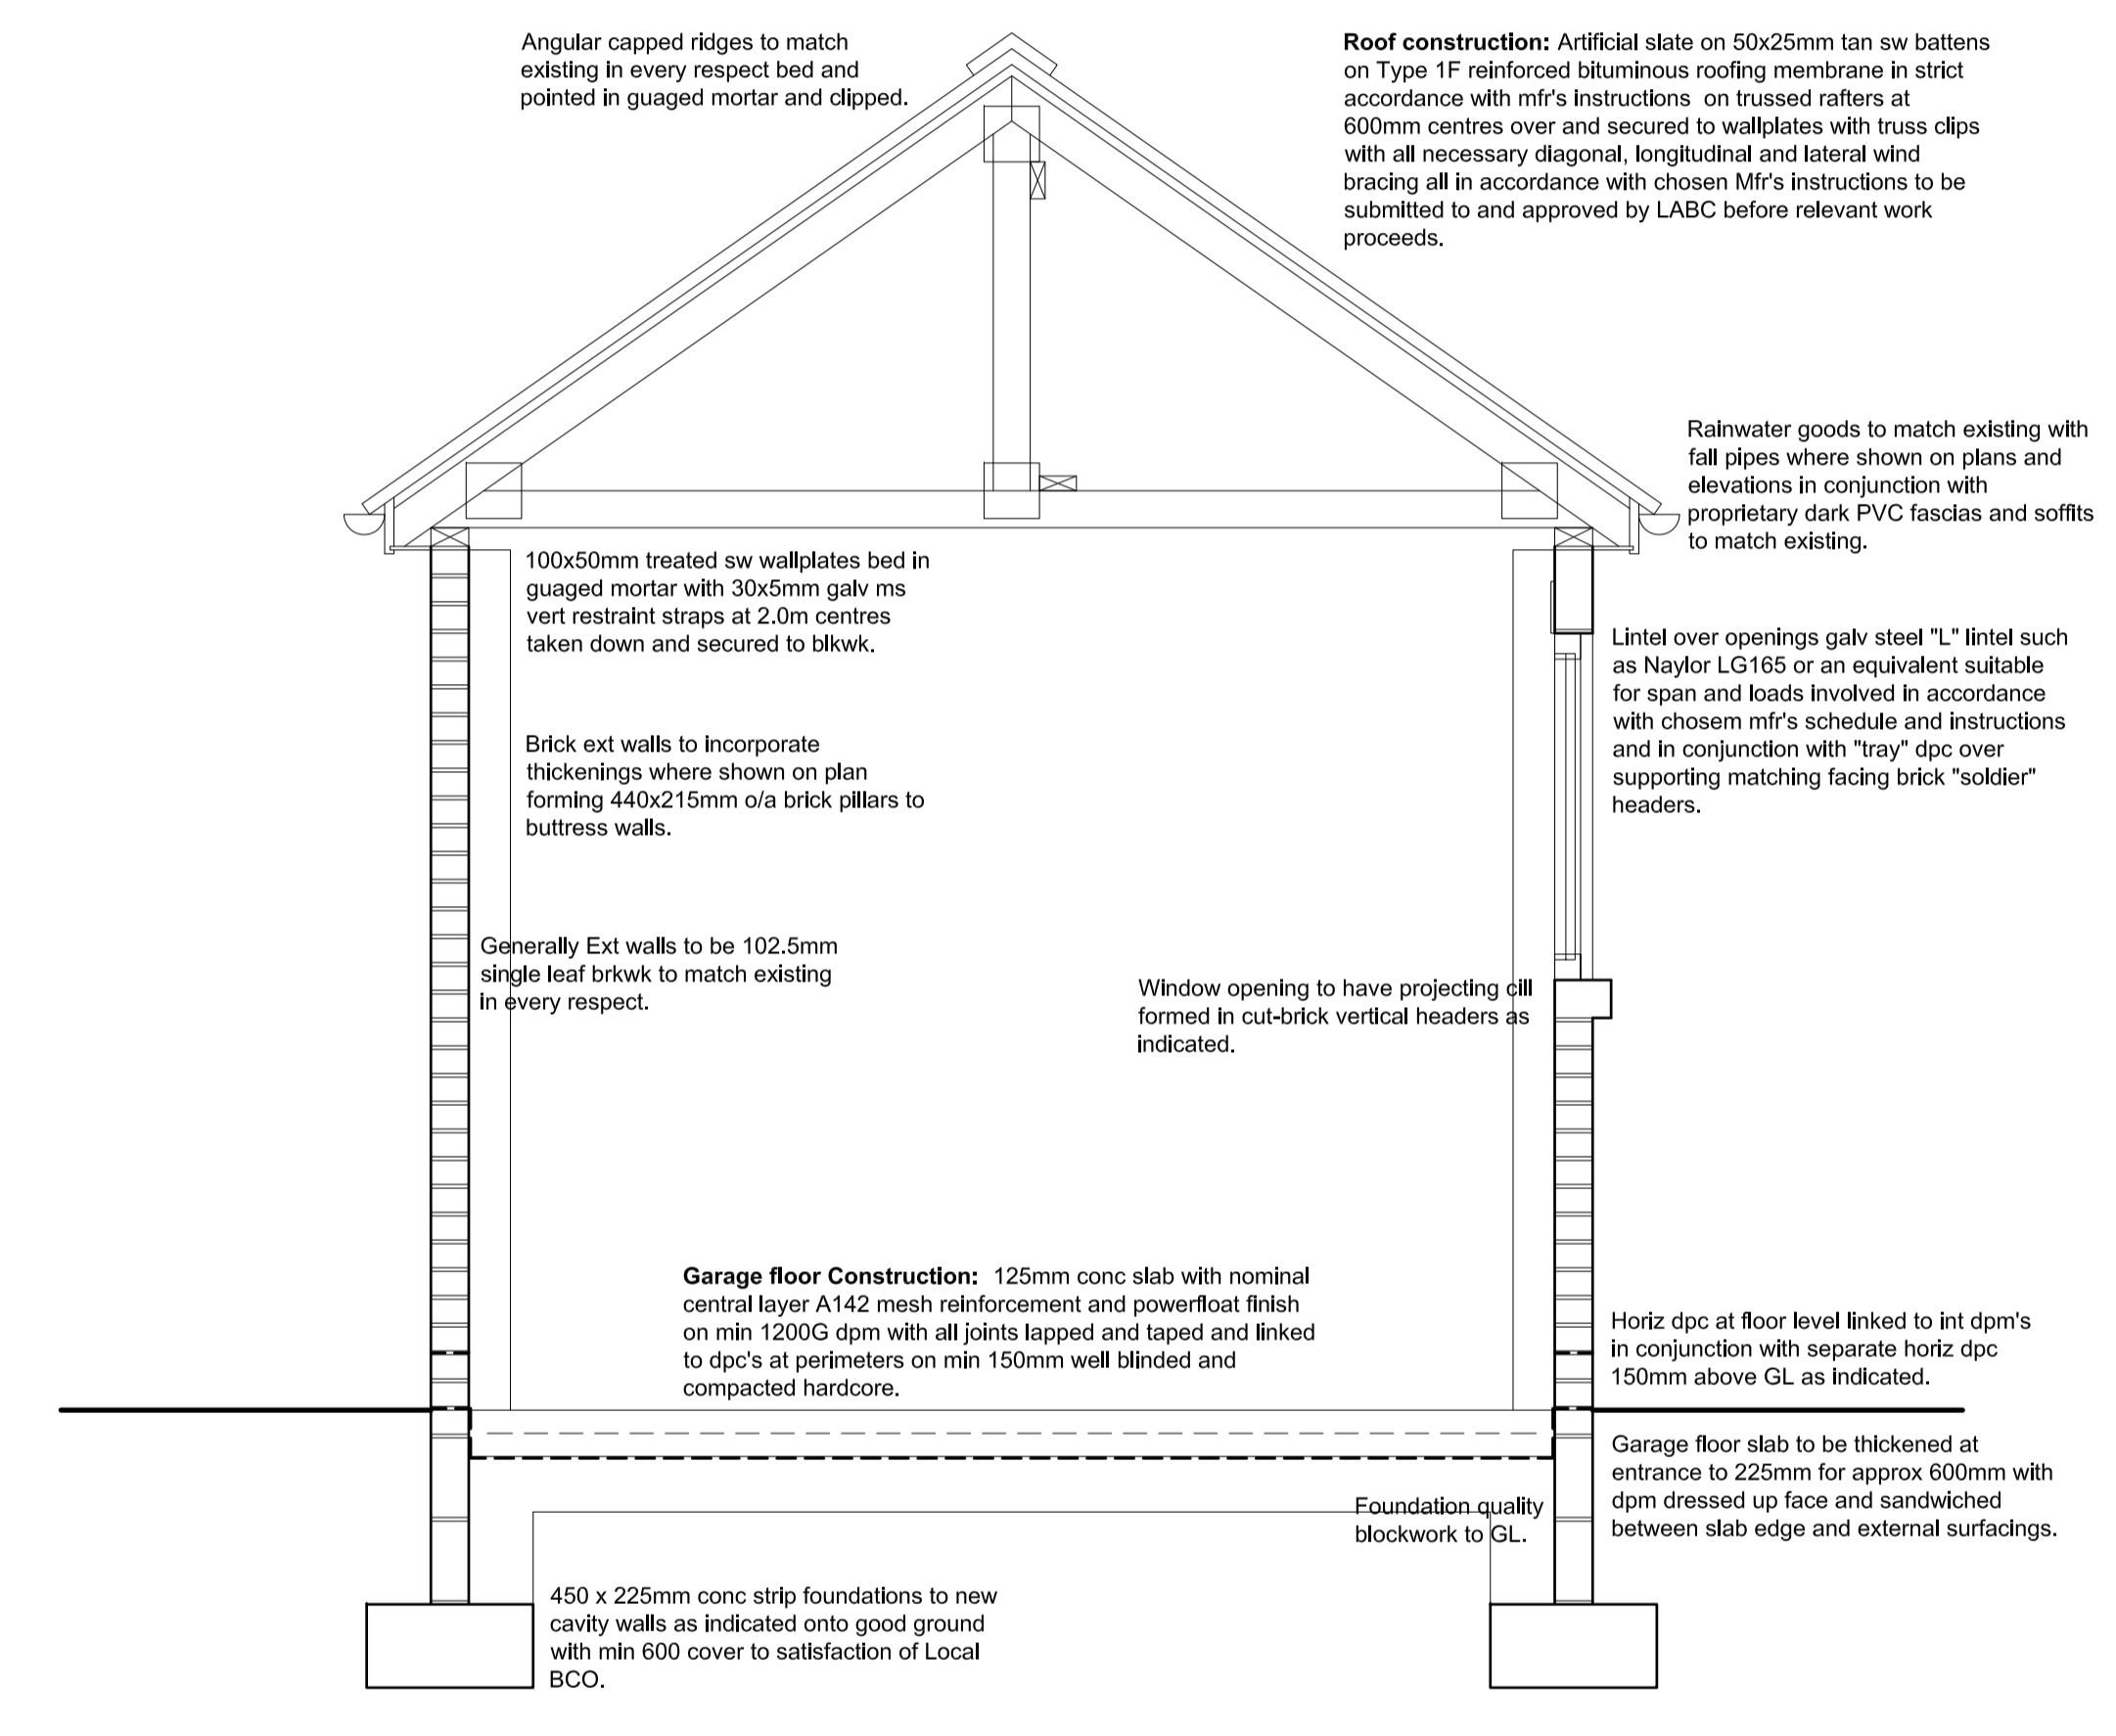 Angular capped ridges to match
existing in every respect bed and
pointed in guaged mortar and clipped.
Roof construction: Artificial slate on 50x25mm tan sw battens
on Type 1F reinforced bituminous roofing membrane in strict
accordance with mfr's instructions on trussed rafters at
600mm centres over and secured to wallplates with truss clips
with all necessary diagonal, longitudinal and lateral wind
bracing all in accordance with chosen Mfr's instructions to be
submitted to and approved by LABC before relevant work
proceeds.
Rainwater goods to match existing with
fall pipes where shown on plans and
elevations in conjunction with
proprietary dark PVC fascias and soffits
to match existing.
100x50mm treated sw wallplates bed in
guaged mortar with 30x5mm galv ms
vert restraint straps at 2.0m centres
taken down and secured to blkwk.
Lintel over openings galv steel "L" lintel such
as Naylor LG165 or an equivalent suitable
for span and loads involved in accordance
with chosem mfr's schedule and instructions
and in conjunction with "tray" dpc over
supporting matching facing brick "soldier"
headers.
Brick ext walls to incorporate
thickenings where shown on plan
forming 440x215mm o/a brick pillars to
buttress walls.
Generally Ext walls to be 102.5mm
single leaf brkwk to match existing
in every respect.
Window opening to have projecting cill
formed in cut-brick vertical headers as
indicated.
Garage floor Construction: 125mm conc slab with nominal
central layer A142 mesh reinforcement and powerfloat finish
on min 1200G dpm with all joints lapped and taped and linked
to dpc's at perimeters on min 150mm well blinded and
compacted hardcore.
Horiz dpc at floor level linked to int dpm's
in conjunction with separate horiz dpc
150mm above GL as indicated.
Garage floor slab to be thickened at
entrance to 225mm for approx 600mm with
dpm dressed up face and sandwiched
between slab edge and external surfacings.
Foundation quality
blockwork to GL.
450 x 225mm conc strip foundations to new
cavity walls as indicated onto good ground
with min 600 cover to satisfaction of Local
BCO.